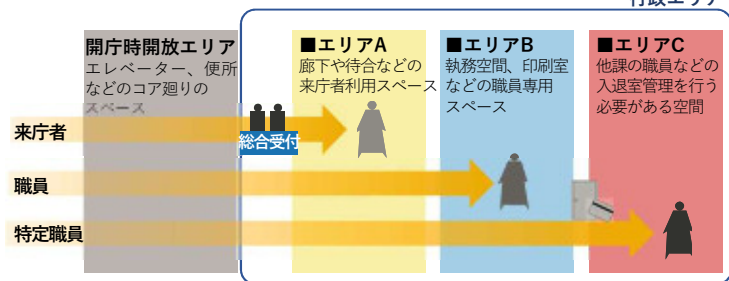 行政エリア
開庁時開放エリア
エレベーター、便所
などのコア廻りの
スペース
■エリアA
廊下や待合などの
来庁者利用スペース
■エリアB
執務空間、印刷室
などの職員専用
スペース
■エリアC
他課の職員などの
入退室管理を行う
必要がある空間
来庁者
総合受付
職員
特定職員